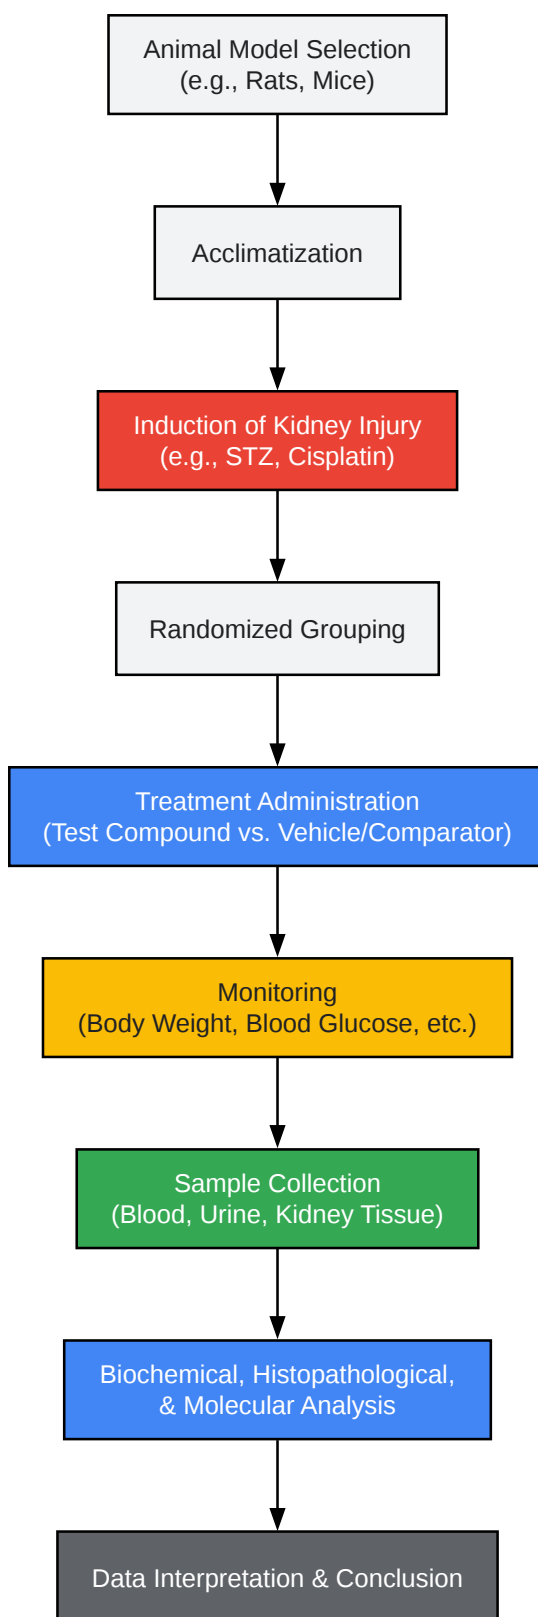 Animal Model Selection
(e.g., Rats, Mice)
Acclimatization
Induction of Kidney Injury
(e.g., STZ, Cisplatin)
Randomized Grouping
Treatment Administration
(Test Compound vs. Vehicle/Comparator)
Monitoring
(Body Weight, Blood Glucose, etc.)
Sample Collection
(Blood, Urine, Kidney Tissue)
Biochemical, Histopathological,
& Molecular Analysis
Data Interpretation & Conclusion